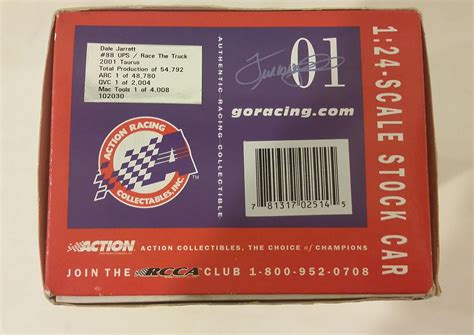 Dale Jarrett
#88 UPS / Race The Truck
2001 Taurus
Total Production of 54,792
ARC 1 of 48,780
QVC 1 of 2,004
Mac Tools 1 of 4,008
102030
AUTHENTIC RACING COLLECTIBLE
01
goracing.com
1:24-SCALE STOCK CAR
ACTION RACING
COLLECTABLES, INC.
7 81317 02514 5
ACTION ACTION COLLECTIBLES, THE CHOICE of CHAMPIONS
JOIN THE RCCA CLUB 1-800-952-0708